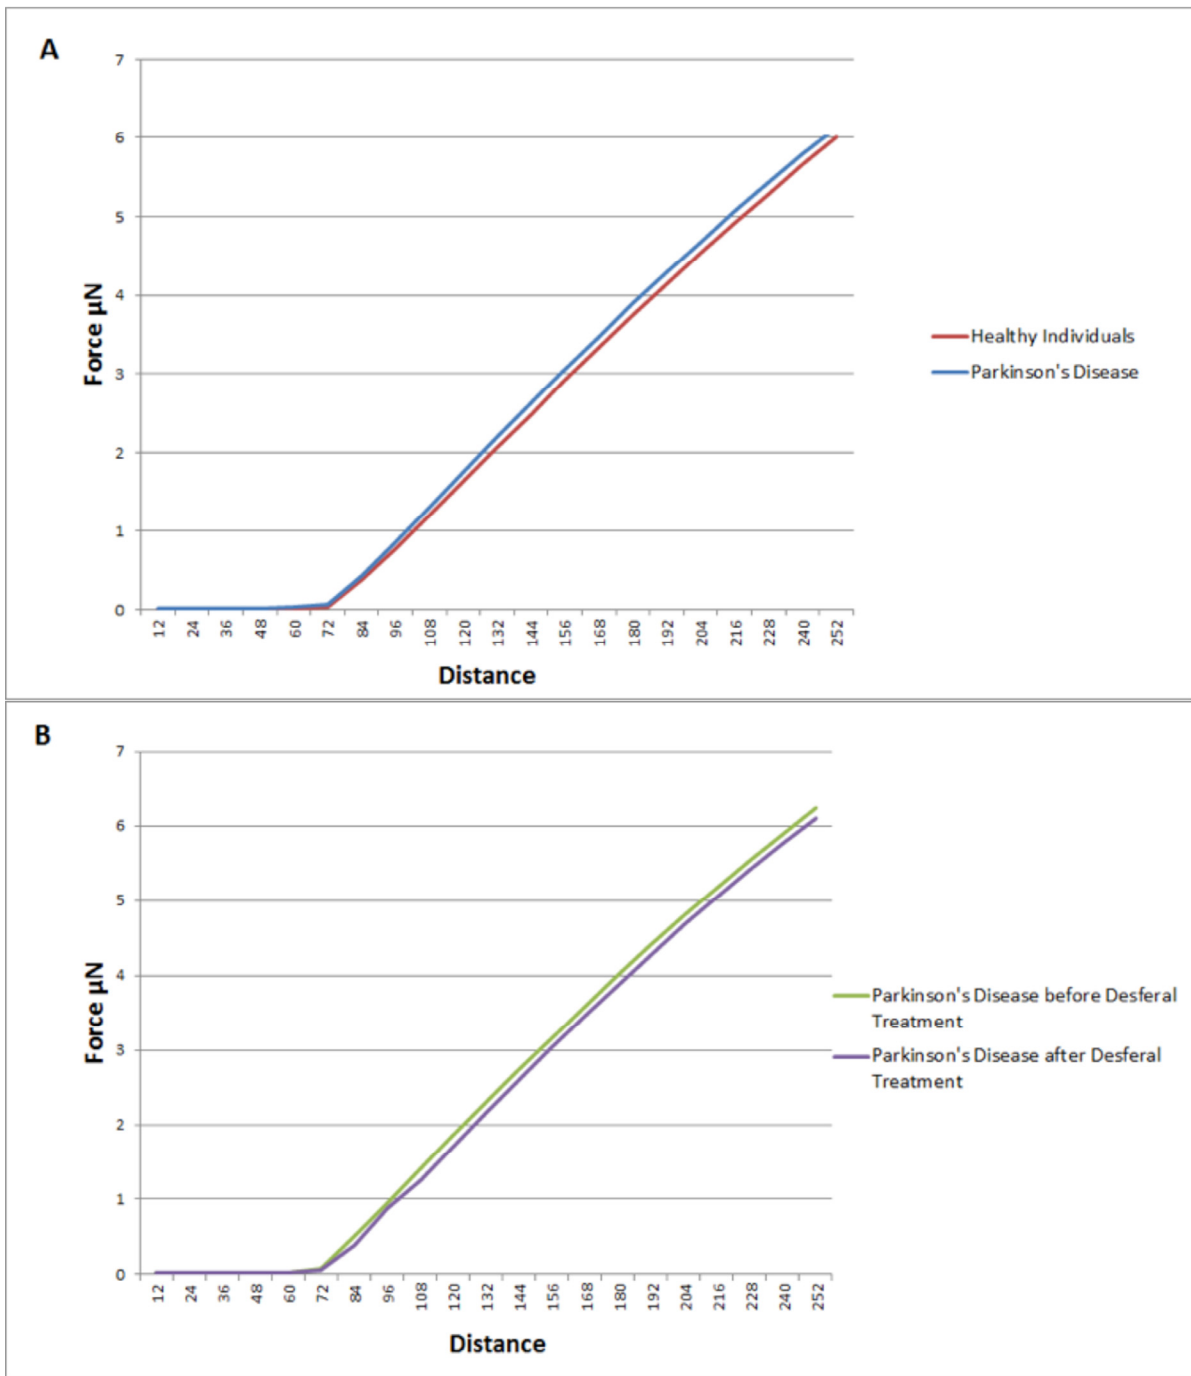 A
7
6
5
4
3
2
1
0
Force µN
12 24 36 48 60 72 84 96 108 120 132 144 156 168 180 192 204 216 228 240 252
Distance
Healthy Individuals
Parkinson's Disease
B
7
6
5
4
3
2
1
0
Force µN
12 24 36 48 60 72 84 96 108 120 132 144 156 168 180 192 204 216 228 240 252
Distance
Parkinson's Disease before Desferal
Treatment
Parkinson's Disease after Desferal
Treatment